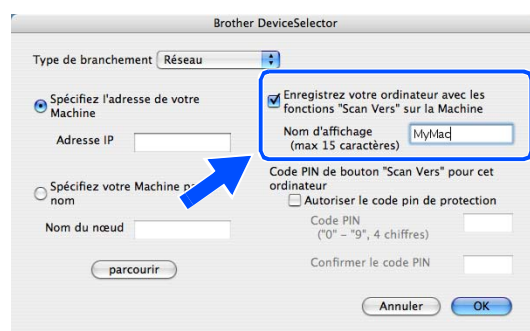 Brother DeviceSelector
Type de branchement Réseau
Spécifiez l'adresse de votre
Machine
Adresse IP
Spécifiez votre Machine
nom
Nom du nœud
parcourir
Enregistrez votre ordinateur avec les
fonctions "Scan Vers" sur la Machine
Nom d'affichage
(max 15 caractères)
MyMac
Code PIN de bouton "Scan Vers" pour cet
ordinateur
Autoriser le code pin de protection
Code PIN
("0" – "9", 4 chiffres)
Confirmer le code PIN
Annuler
OK